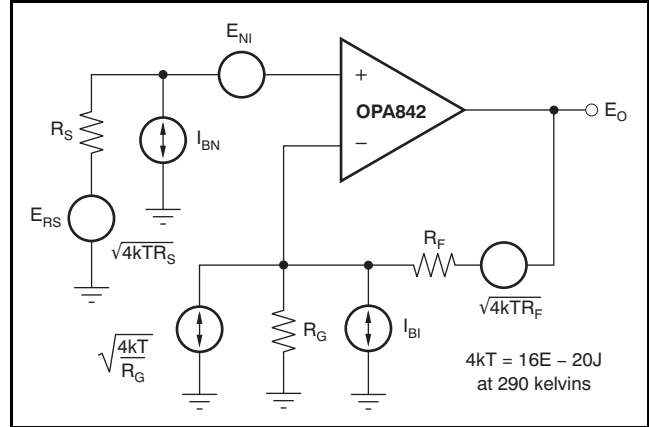 E_NI
+
OPA842
E_O
R_S
I_BN
−
E_RS
√4kTR_S
R_F
√4kTR_F
√4kT/R_G
R_G
I_BI
4kT = 16E − 20J
at 290 kelvins